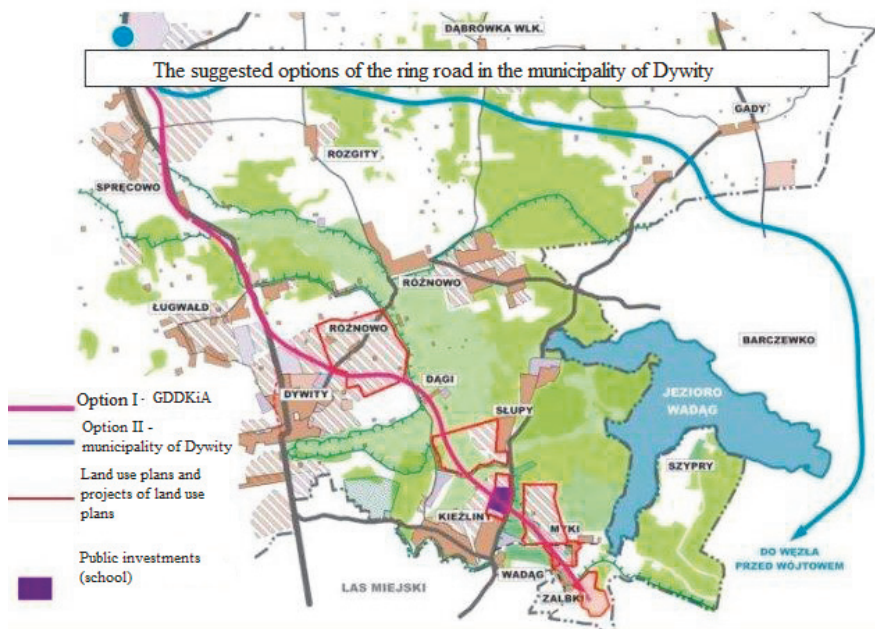 DĄBRÓWKA WLK.
The suggested options of the ring road in the municipality of Dywity
GADY
ROZGITY
SPRĘCOWO
RÓŻNOWO
ŁUGWAŁD
RÓŻNOWO
BARCZEWKO
DĄGI
JEZIORO
WADĄG
DYWITY
SŁUPY
Option I - GDDKiA
Option II -
municipality of Dywity
Land use plans and
projects of land use
plans
SZYPRY
KIEŹLINY
MYKI
Public investments
(school)
WADĄG
DO WĘZŁA
PRZED WÓJTOWEM
LAS MIEJSKI
ZALBKI